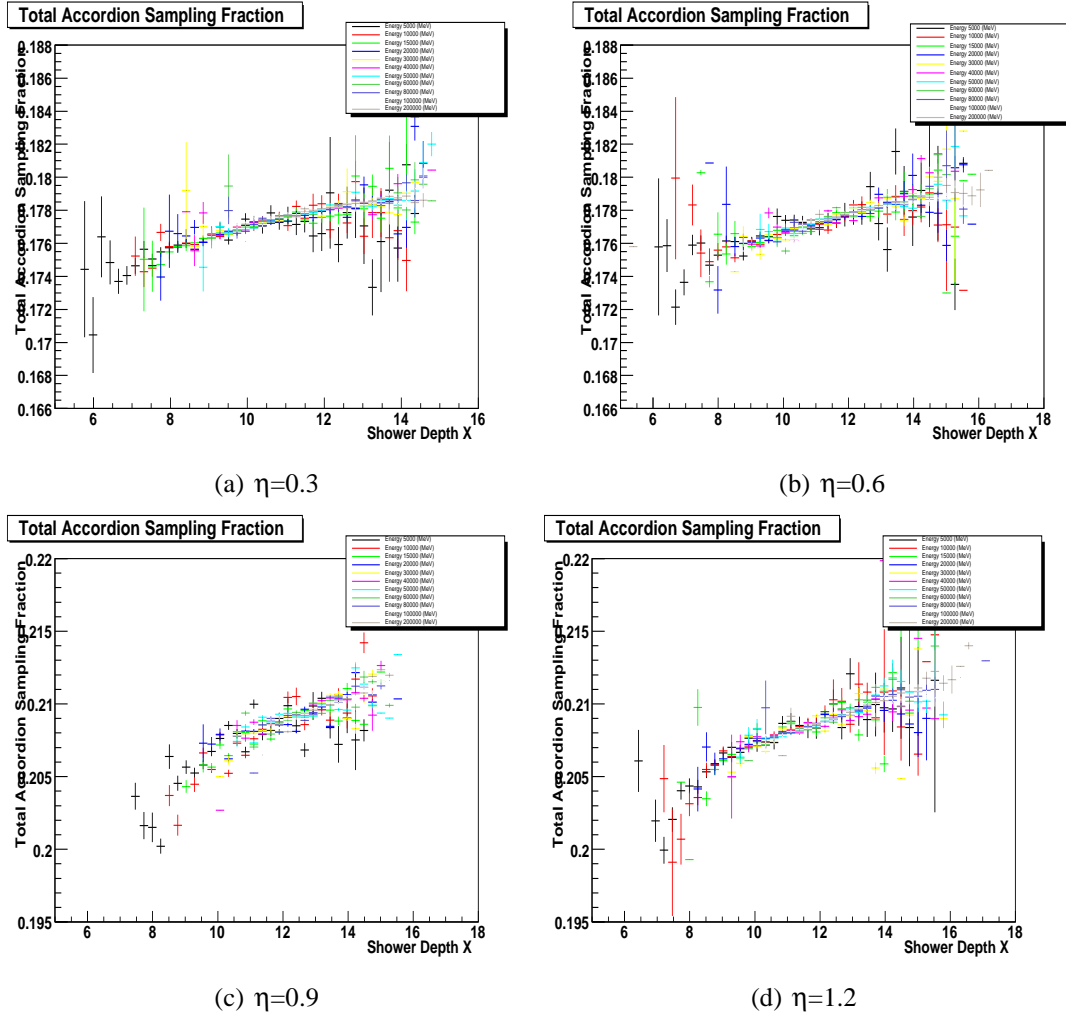 Total Accordion Sampling Fraction
Energy 5000 (MeV)
Energy 10000 (MeV)
Energy 15000 (MeV)
Energy 20000 (MeV)
Energy 30000 (MeV)
Energy 40000 (MeV)
Energy 50000 (MeV)
Energy 60000 (MeV)
Energy 80000 (MeV)
Energy 100000 (MeV)
Energy 200000 (MeV)
Total Accordion Sampling Fraction
0.188
0.186
0.184
0.182
0.18
0.178
0.176
0.174
0.172
0.17
0.168
0.166
6 8 10 12 14 16
Shower Depth X
(a) η=0.3
Total Accordion Sampling Fraction
Energy 5000 (MeV)
Energy 10000 (MeV)
Energy 15000 (MeV)
Energy 20000 (MeV)
Energy 30000 (MeV)
Energy 40000 (MeV)
Energy 50000 (MeV)
Energy 60000 (MeV)
Energy 80000 (MeV)
Energy 100000 (MeV)
Energy 200000 (MeV)
Total Accordion Sampling Fraction
0.188
0.186
0.184
0.182
0.18
0.178
0.176
0.174
0.172
0.17
0.168
0.166
6 8 10 12 14 16 18
Shower Depth X
(b) η=0.6
Total Accordion Sampling Fraction
Energy 5000 (MeV)
Energy 10000 (MeV)
Energy 15000 (MeV)
Energy 20000 (MeV)
Energy 30000 (MeV)
Energy 40000 (MeV)
Energy 50000 (MeV)
Energy 60000 (MeV)
Energy 80000 (MeV)
Energy 100000 (MeV)
Energy 200000 (MeV)
Total Accordion Sampling Fraction
0.22
0.215
0.21
0.205
0.2
0.195
6 8 10 12 14 16 18
Shower Depth X
(c) η=0.9
Total Accordion Sampling Fraction
Energy 5000 (MeV)
Energy 10000 (MeV)
Energy 15000 (MeV)
Energy 20000 (MeV)
Energy 30000 (MeV)
Energy 40000 (MeV)
Energy 50000 (MeV)
Energy 60000 (MeV)
Energy 80000 (MeV)
Energy 100000 (MeV)
Energy 200000 (MeV)
Total Accordion Sampling Fraction
0.22
0.215
0.21
0.205
0.2
0.195
6 8 10 12 14 16 18
Shower Depth X
(d) η=1.2